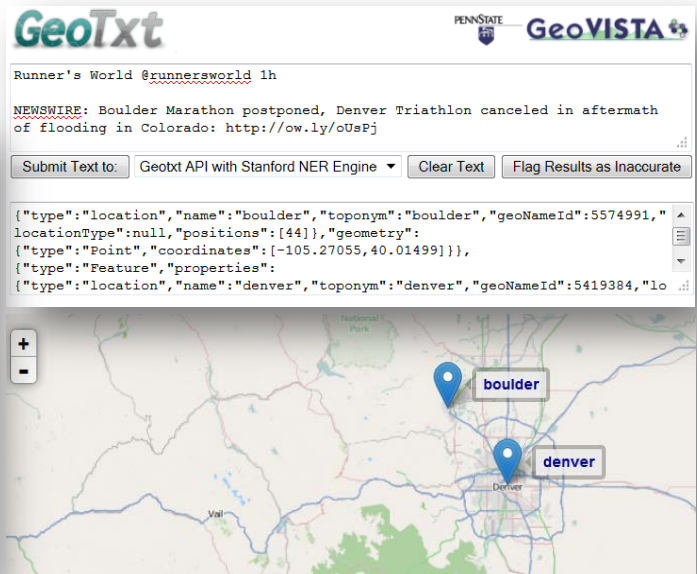 GeoTxt
PENNSTATE
GeoVISTA
Runner's World @runnersworld 1h
NEWSWIRE: Boulder Marathon postponed, Denver Triathlon canceled in aftermath
of flooding in Colorado: http://ow.ly/oUsPj
Submit Text to: Geotxt API with Stanford NER Engine Clear Text Flag Results as Inaccurate
{"type":"location","name":"boulder","toponym":"boulder","geoNameId":5574991,"
locationType":null,"positions":[44]},"geometry":
{"type":"Point","coordinates":[-105.27055,40.01499]}},
{"type":"Feature","properties":
{"type":"location","name":"denver","toponym":"denver","geoNameId":5419384,"lo
National
Park
+
-
boulder
denver
Denver
Vail